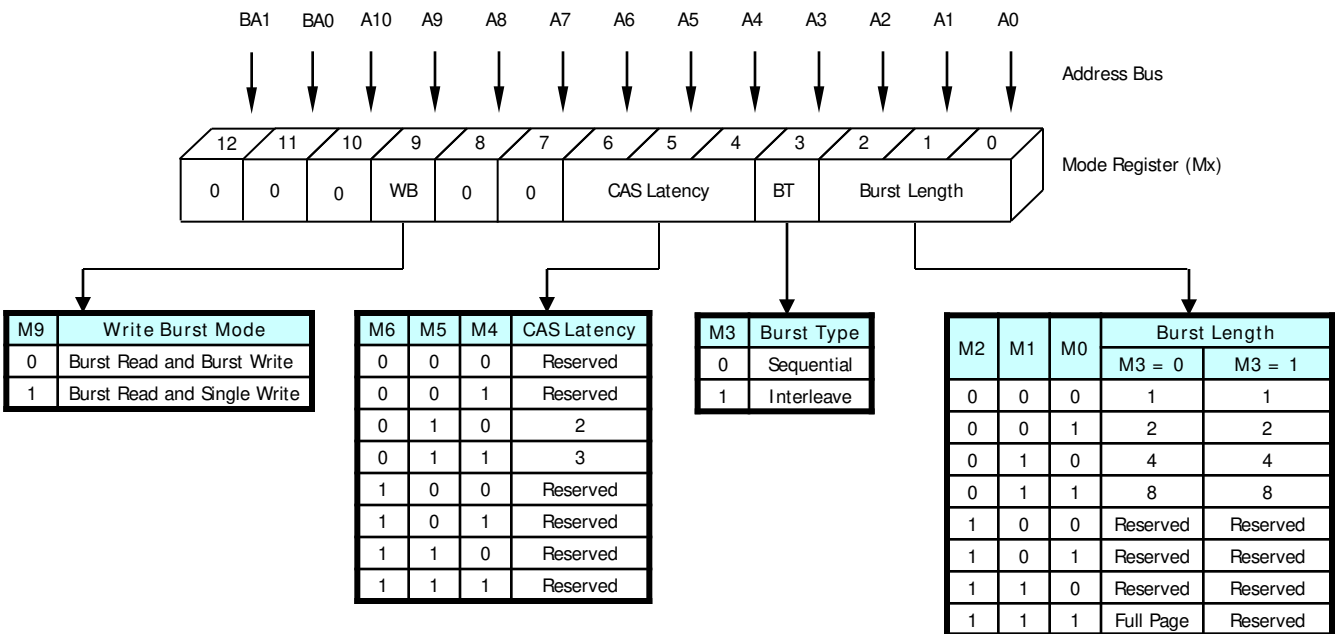 BA1 BA0 A10 A9 A8 A7 A6 A5 A4 A3 A2 A1 A0
Address Bus
12 11 10 9 8 7 6 5 4 3 2 1 0
Mode Register (Mx)
0 0 0 WB 0 0 CAS Latency BT Burst Length
M9 Write Burst Mode
0 Burst Read and Burst Write
1 Burst Read and Single Write
M6 M5 M4 CAS Latency
0 0 0 Reserved
0 0 1 Reserved
0 1 0 2
0 1 1 3
1 0 0 Reserved
1 0 1 Reserved
1 1 0 Reserved
1 1 1 Reserved
M3 Burst Type
0 Sequential
1 Interleave
M2 M1 M0 Burst Length
M3 = 0 M3 = 1
0 0 0 1 1
0 0 1 2 2
0 1 0 4 4
0 1 1 8 8
1 0 0 Reserved Reserved
1 0 1 Reserved Reserved
1 1 0 Reserved Reserved
1 1 1 Full Page Reserved